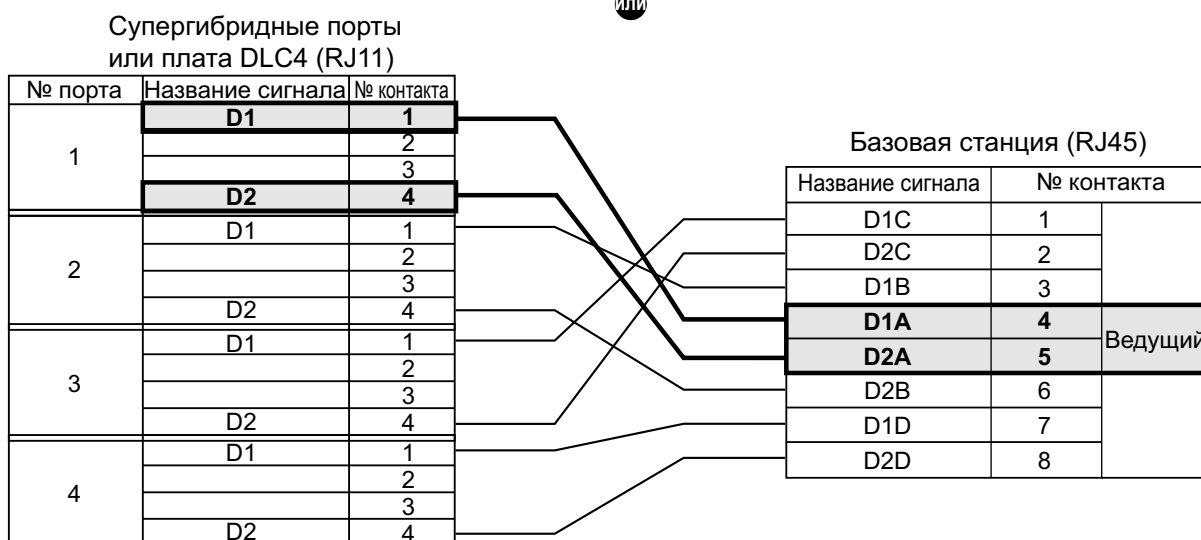 или
Супергибридные порты
или плата DLC4 (RJ11)
№ порта Название сигнала № контакта
1 D1 1
2
3
D2 4
2 D1 1
2
3
D2 4
3 D1 1
2
3
D2 4
4 D1 1
2
3
D2 4
Базовая станция (RJ45)
Название сигнала № контакта
D1C 1
D2C 2
D1B 3
D1A 4 Ведущий
D2A 5
D2B 6
D1D 7
D2D 8